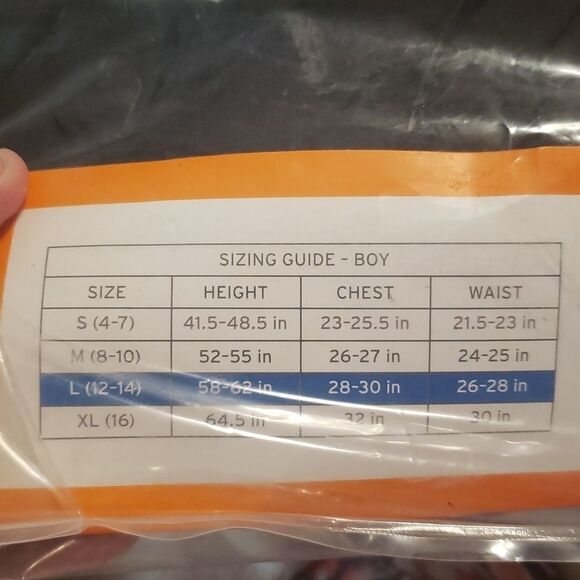 SIZING GUIDE - BOY
SIZE HEIGHT CHEST WAIST
S (4-7) 41.5-48.5 in 23-25.5 in 21.5-23 in
M (8-10) 52-55 in 26-27 in 24-25 in
L (12-14) 58-62 in 28-30 in 26-28 in
XL (16) 64.5 in 32 in 30 in